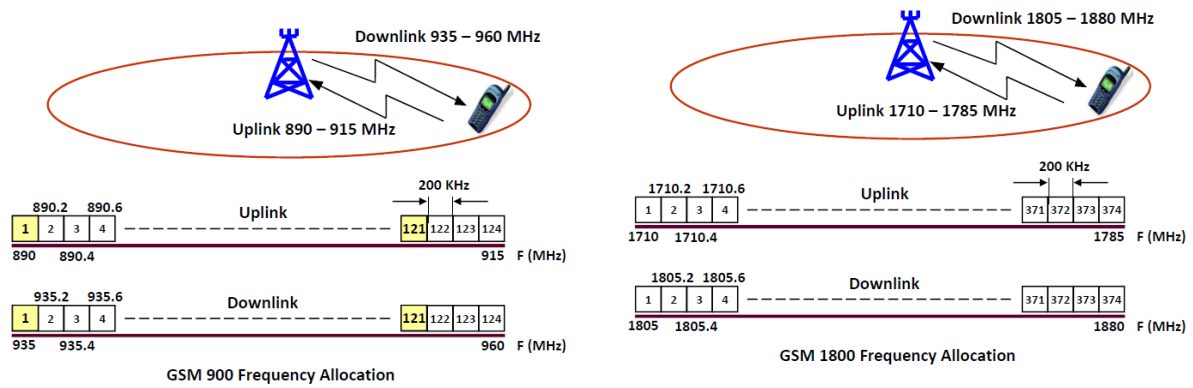 Downlink 935 – 960 MHz
Uplink 890 – 915 MHz
200 KHz
890.2 890.6 Uplink
1 2 3 4 121 122 123 124
890 890.4 915 F (MHz)
935.2 935.6 Downlink
1 2 3 4 121 122 123 124
935 935.4 960 F (MHz)
GSM 900 Frequency Allocation
Downlink 1805 – 1880 MHz
Uplink 1710 – 1785 MHz
200 KHz
1710.2 1710.6 Uplink
1 2 3 4 371 372 373 374
1710 1710.4 1785 F (MHz)
1805.2 1805.6 Downlink
1 2 3 4 371 372 373 374
1805 1805.4 1880 F (MHz)
GSM 1800 Frequency Allocation